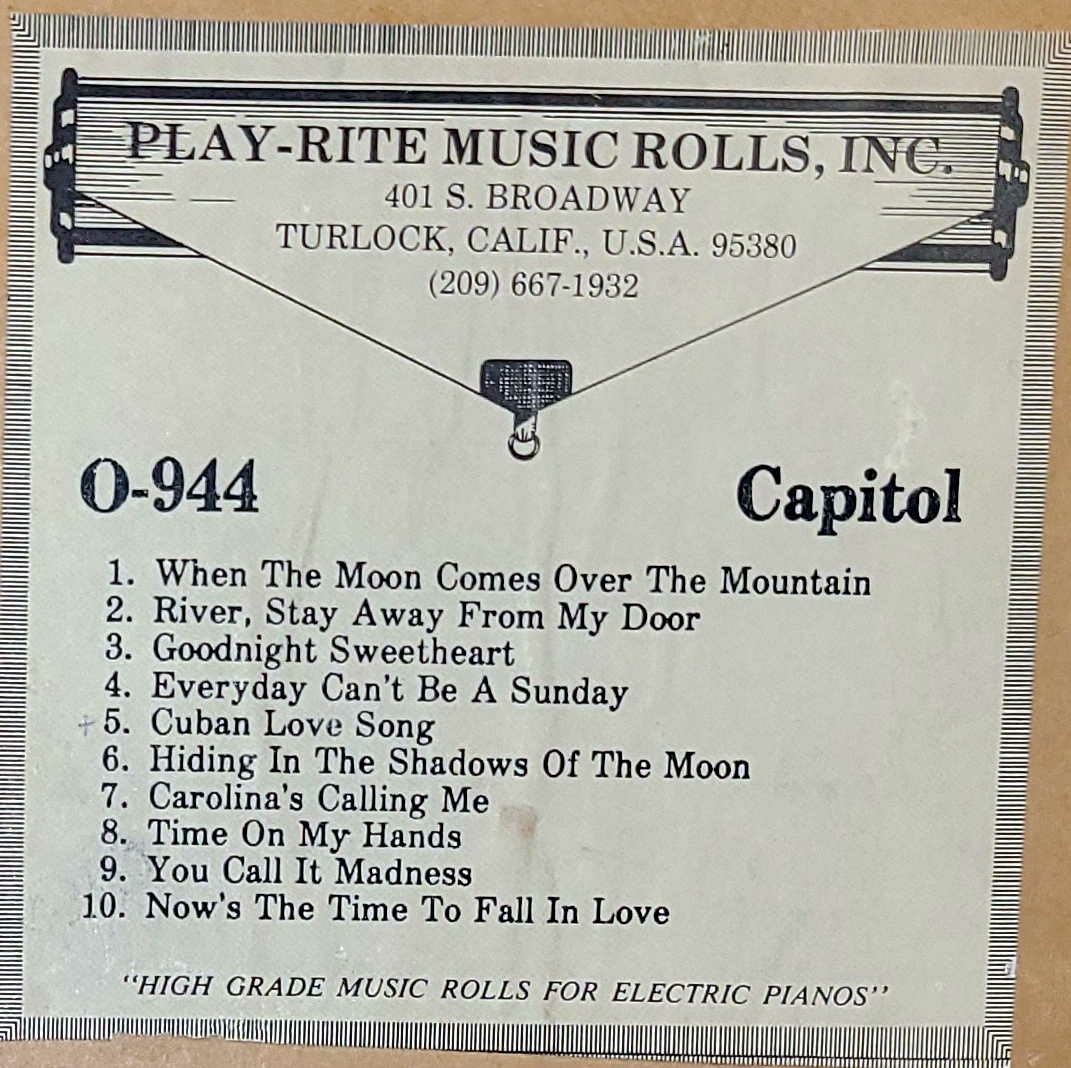 PLAY-RITE MUSIC ROLLS, INC.
401 S. BROADWAY
TURLOCK, CALIF., U.S.A. 95380
(209) 667-1932
O-944
Capitol
1. When The Moon Comes Over The Mountain
2. River, Stay Away From My Door
3. Goodnight Sweetheart
4. Everyday Can't Be A Sunday
+ 5. Cuban Love Song
6. Hiding In The Shadows Of The Moon
7. Carolina's Calling Me
8. Time On My Hands
9. You Call It Madness
10. Now's The Time To Fall In Love
"HIGH GRADE MUSIC ROLLS FOR ELECTRIC PIANOS"